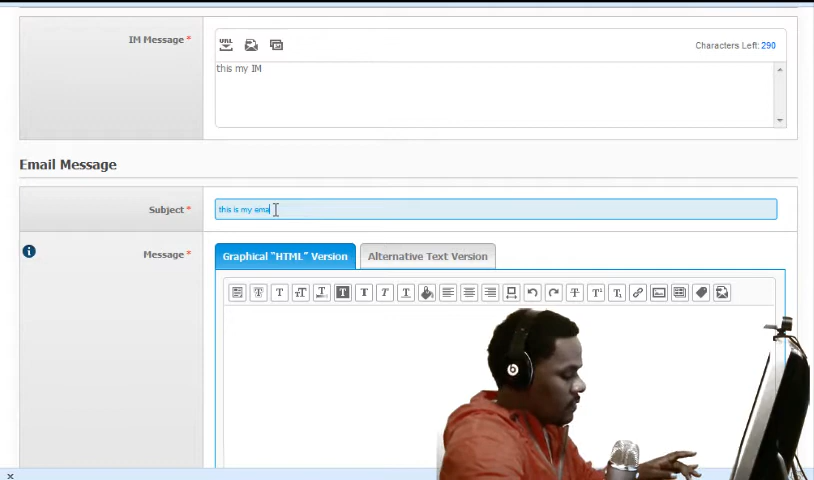 IM Message *
URL
Characters Left: 290
this my IM
Email Message
Subject *
this is my ema
Message *
Graphical "HTML" Version
Alternative Text Version